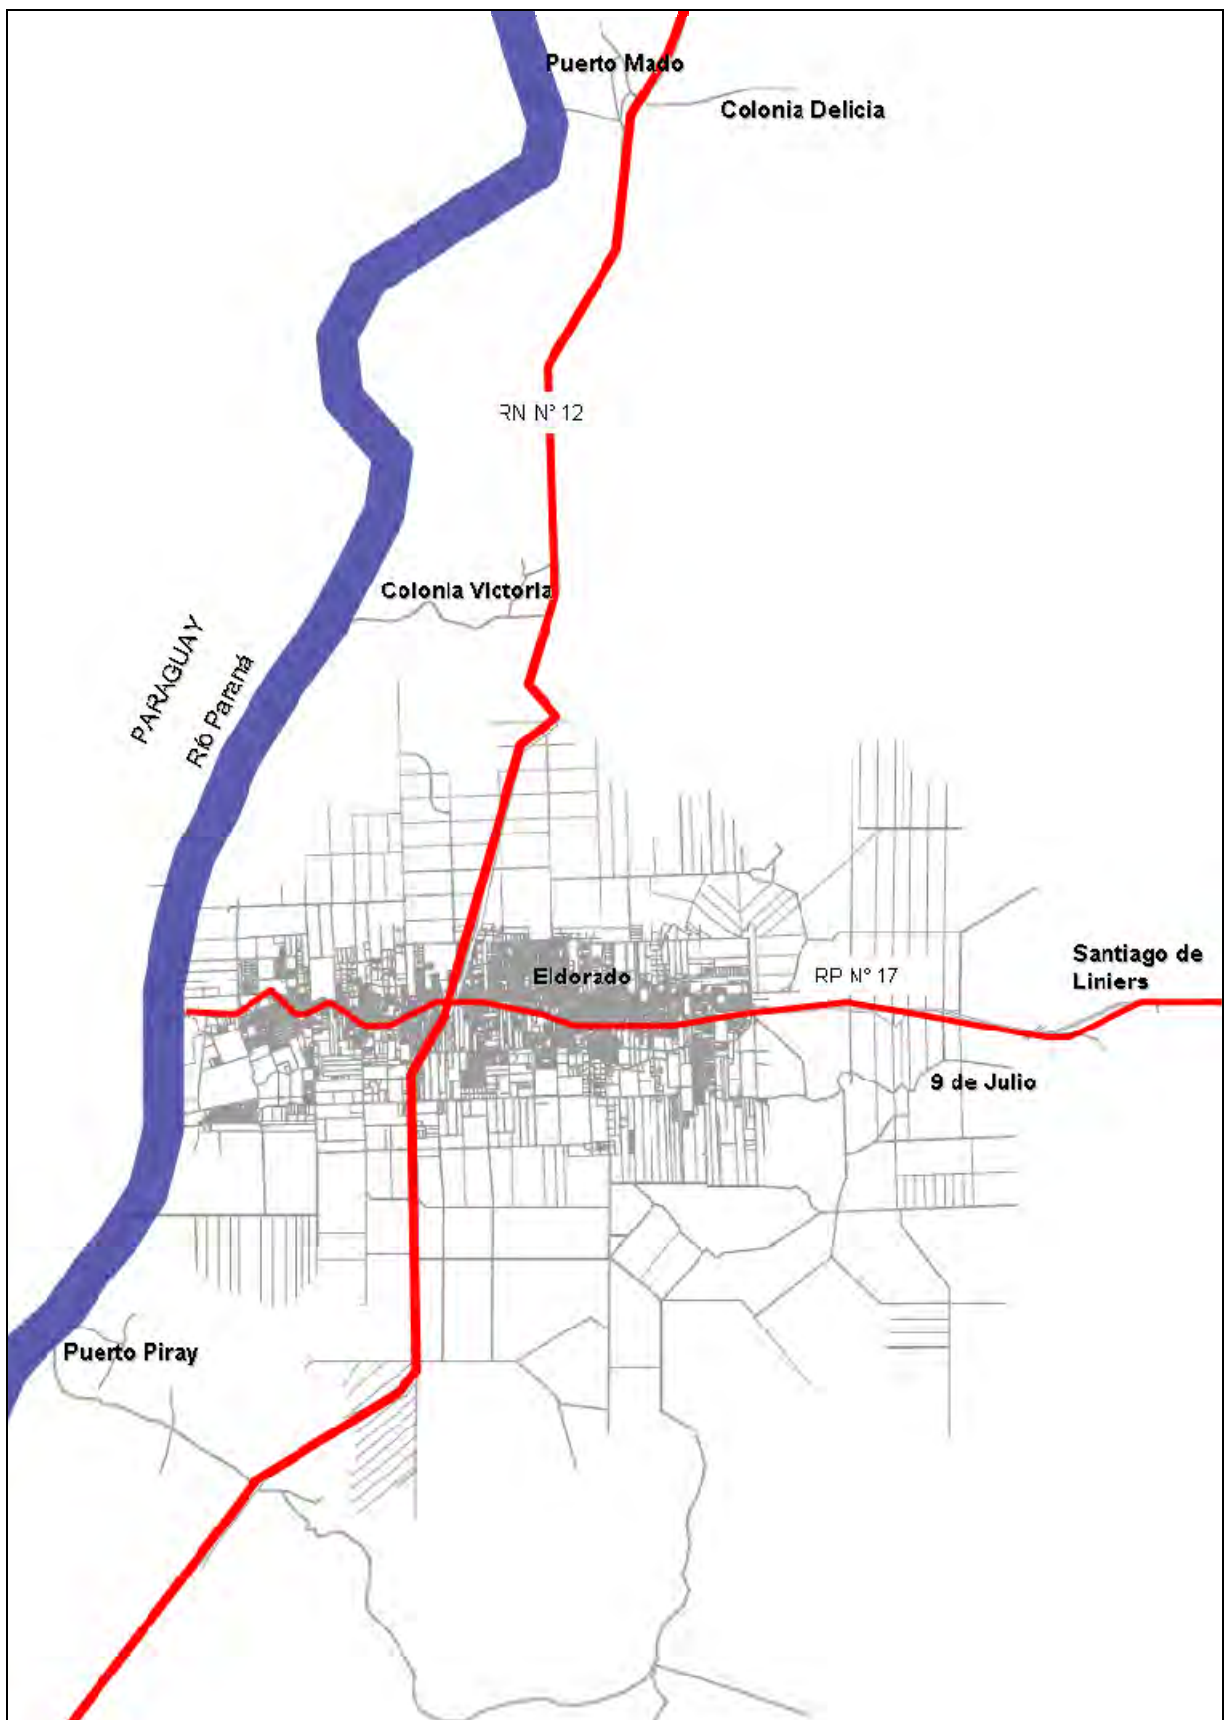 Puerto Mado
Colonia Delicia
RN N° 12
Colonia Victoria
PARAGUAY
Río Paraná
Eldorado
RP N° 17
Santiago de
Liniers
9 de Julio
Puerto Piray